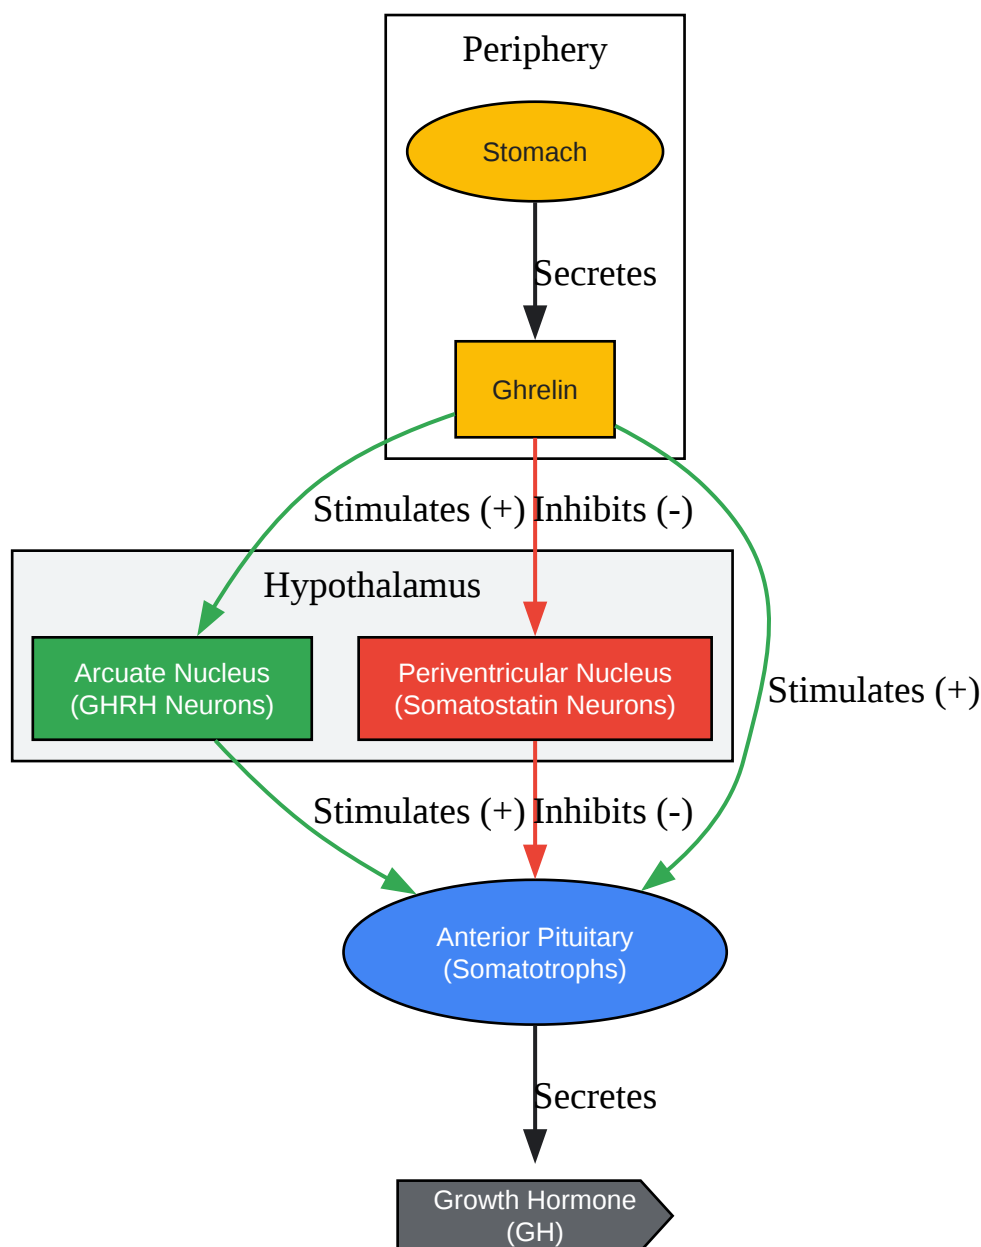 Periphery
Stomach
Secretes
Ghrelin
Stimulates (+)
Inhibits (-)
Hypothalamus
Arcuate Nucleus
(GHRH Neurons)
Periventricular Nucleus
(Somatostatin Neurons)
Stimulates (+)
Stimulates (+)
Inhibits (-)
Anterior Pituitary
(Somatotrophs)
Secretes
Growth Hormone
(GH)